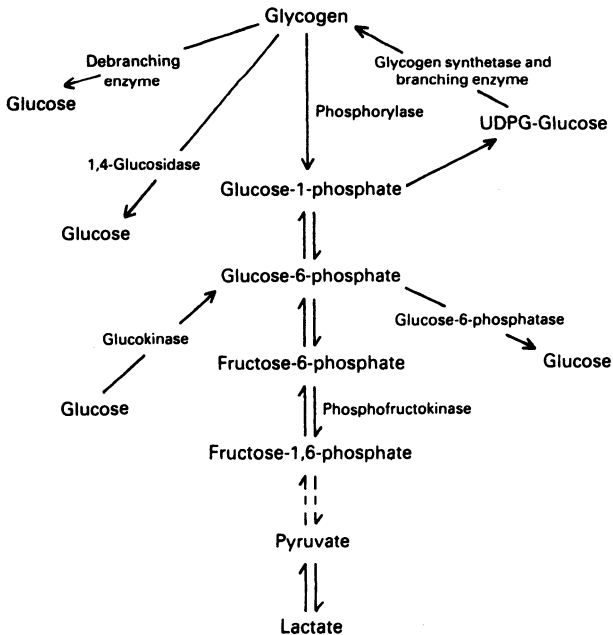 Glycogen
Debranching
enzyme
Glycogen synthetase and
branching enzyme
Glucose
Phosphorylase
UDPG-Glucose
1,4-Glucosidase
Glucose-1-phosphate
Glucose
Glucose-6-phosphate
Glucose-6-phosphatase
Glucokinase
Fructose-6-phosphate
Glucose
Glucose
Phosphofructokinase
Fructose-1,6-phosphate
Pyruvate
Lactate